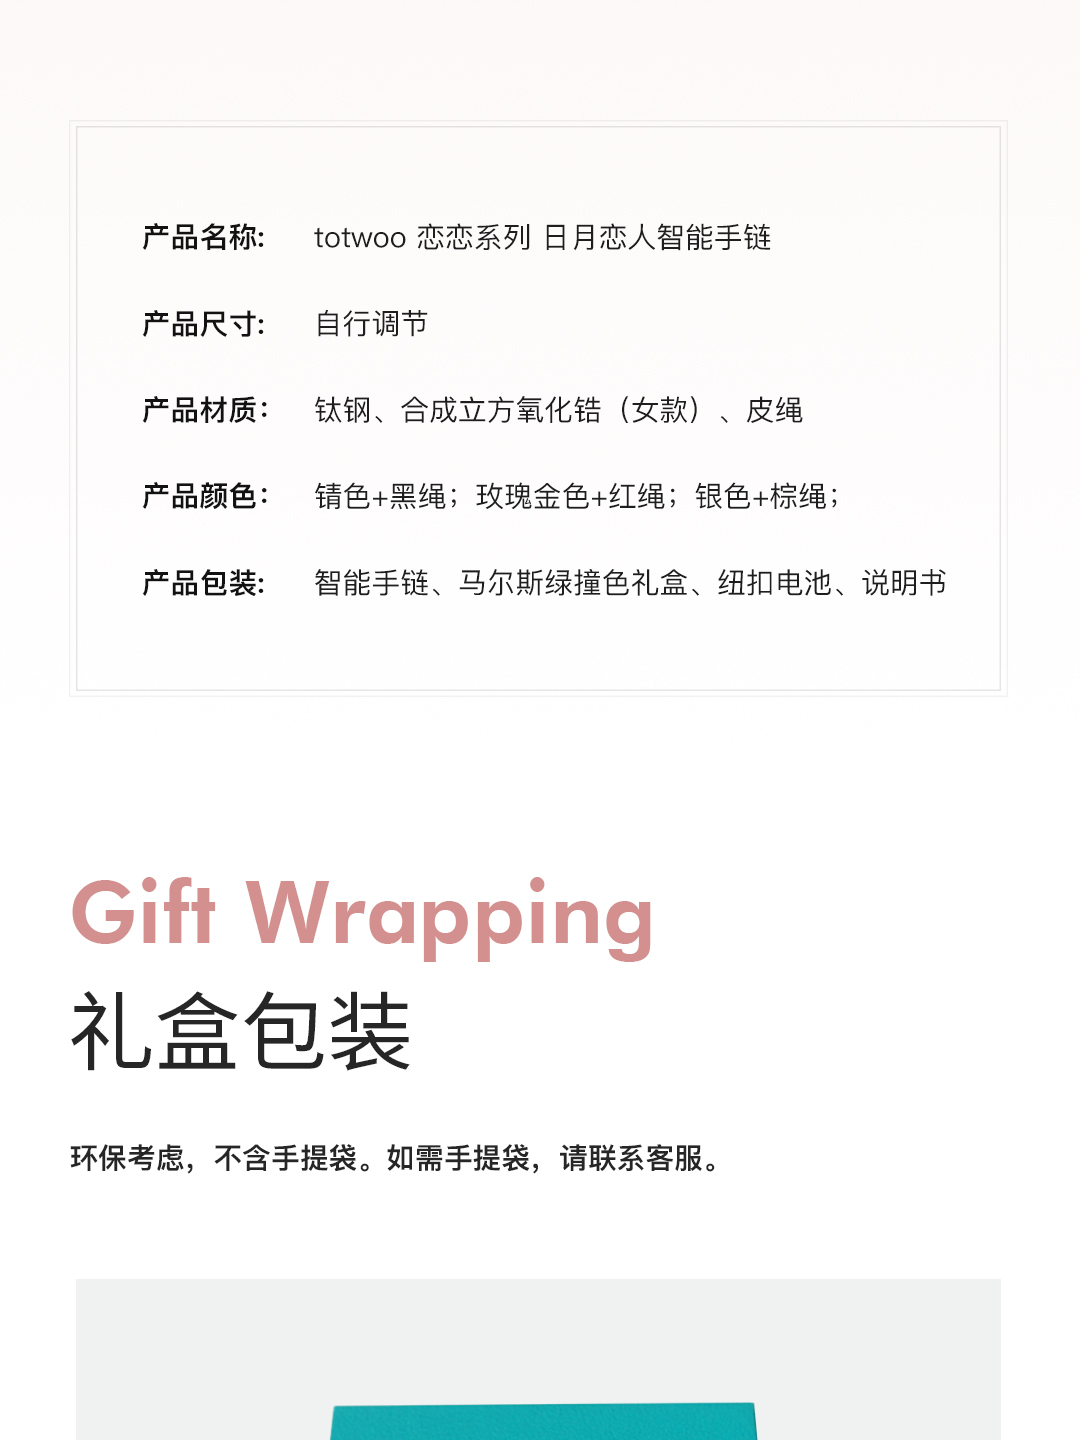 产品名称: totwoo 恋恋系列 日月恋人智能手链
产品尺寸: 自行调节
产品材质： 钛钢、合成立方氧化锆（女款）、皮绳
产品颜色： 锖色+黑绳；玫瑰金色+红绳；银色+棕绳；
产品包装: 智能手链、马尔斯绿撞色礼盒、纽扣电池、说明书
Gift Wrapping
礼盒包装
环保考虑，不含手提袋。如需手提袋，请联系客服。